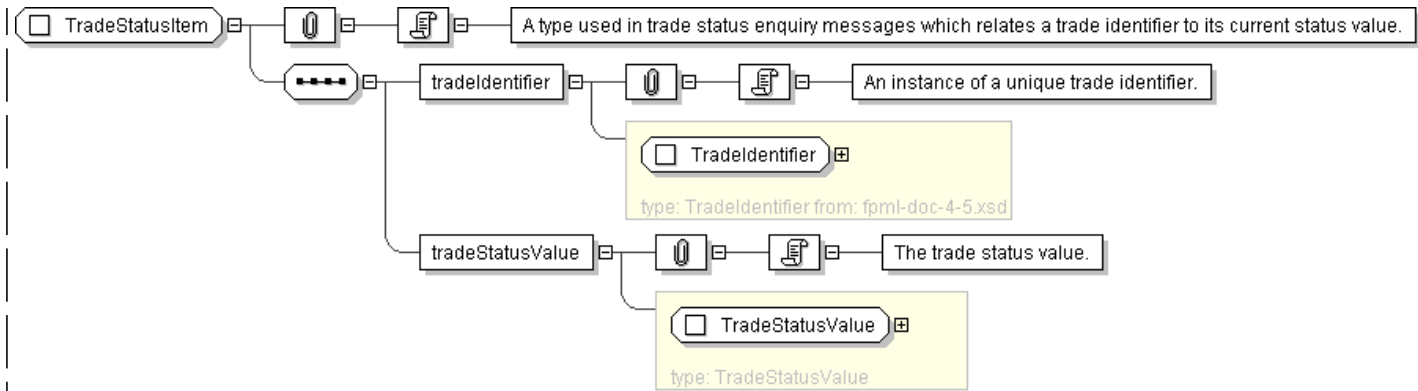 TradeStatusItem
A type used in trade status enquiry messages which relates a trade identifier to its current status value.
tradeIdentifier
An instance of a unique trade identifier.
TradeIdentifier
type: TradeIdentifier from: fpml-doc-4-5.xsd
tradeStatusValue
The trade status value.
TradeStatusValue
type: TradeStatusValue